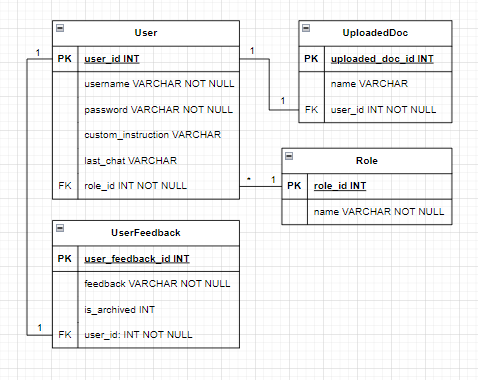 User
PK user_id INT
username VARCHAR NOT NULL
password VARCHAR NOT NULL
custom_instruction VARCHAR
last_chat VARCHAR
FK role_id INT NOT NULL
1
1
1
UploadedDoc
PK uploaded_doc_id INT
name VARCHAR
FK user_id INT NOT NULL
* 1
Role
PK role_id INT
name VARCHAR NOT NULL
UserFeedback
PK user_feedback_id INT
feedback VARCHAR NOT NULL
is_archived INT
FK user_id: INT NOT NULL
1